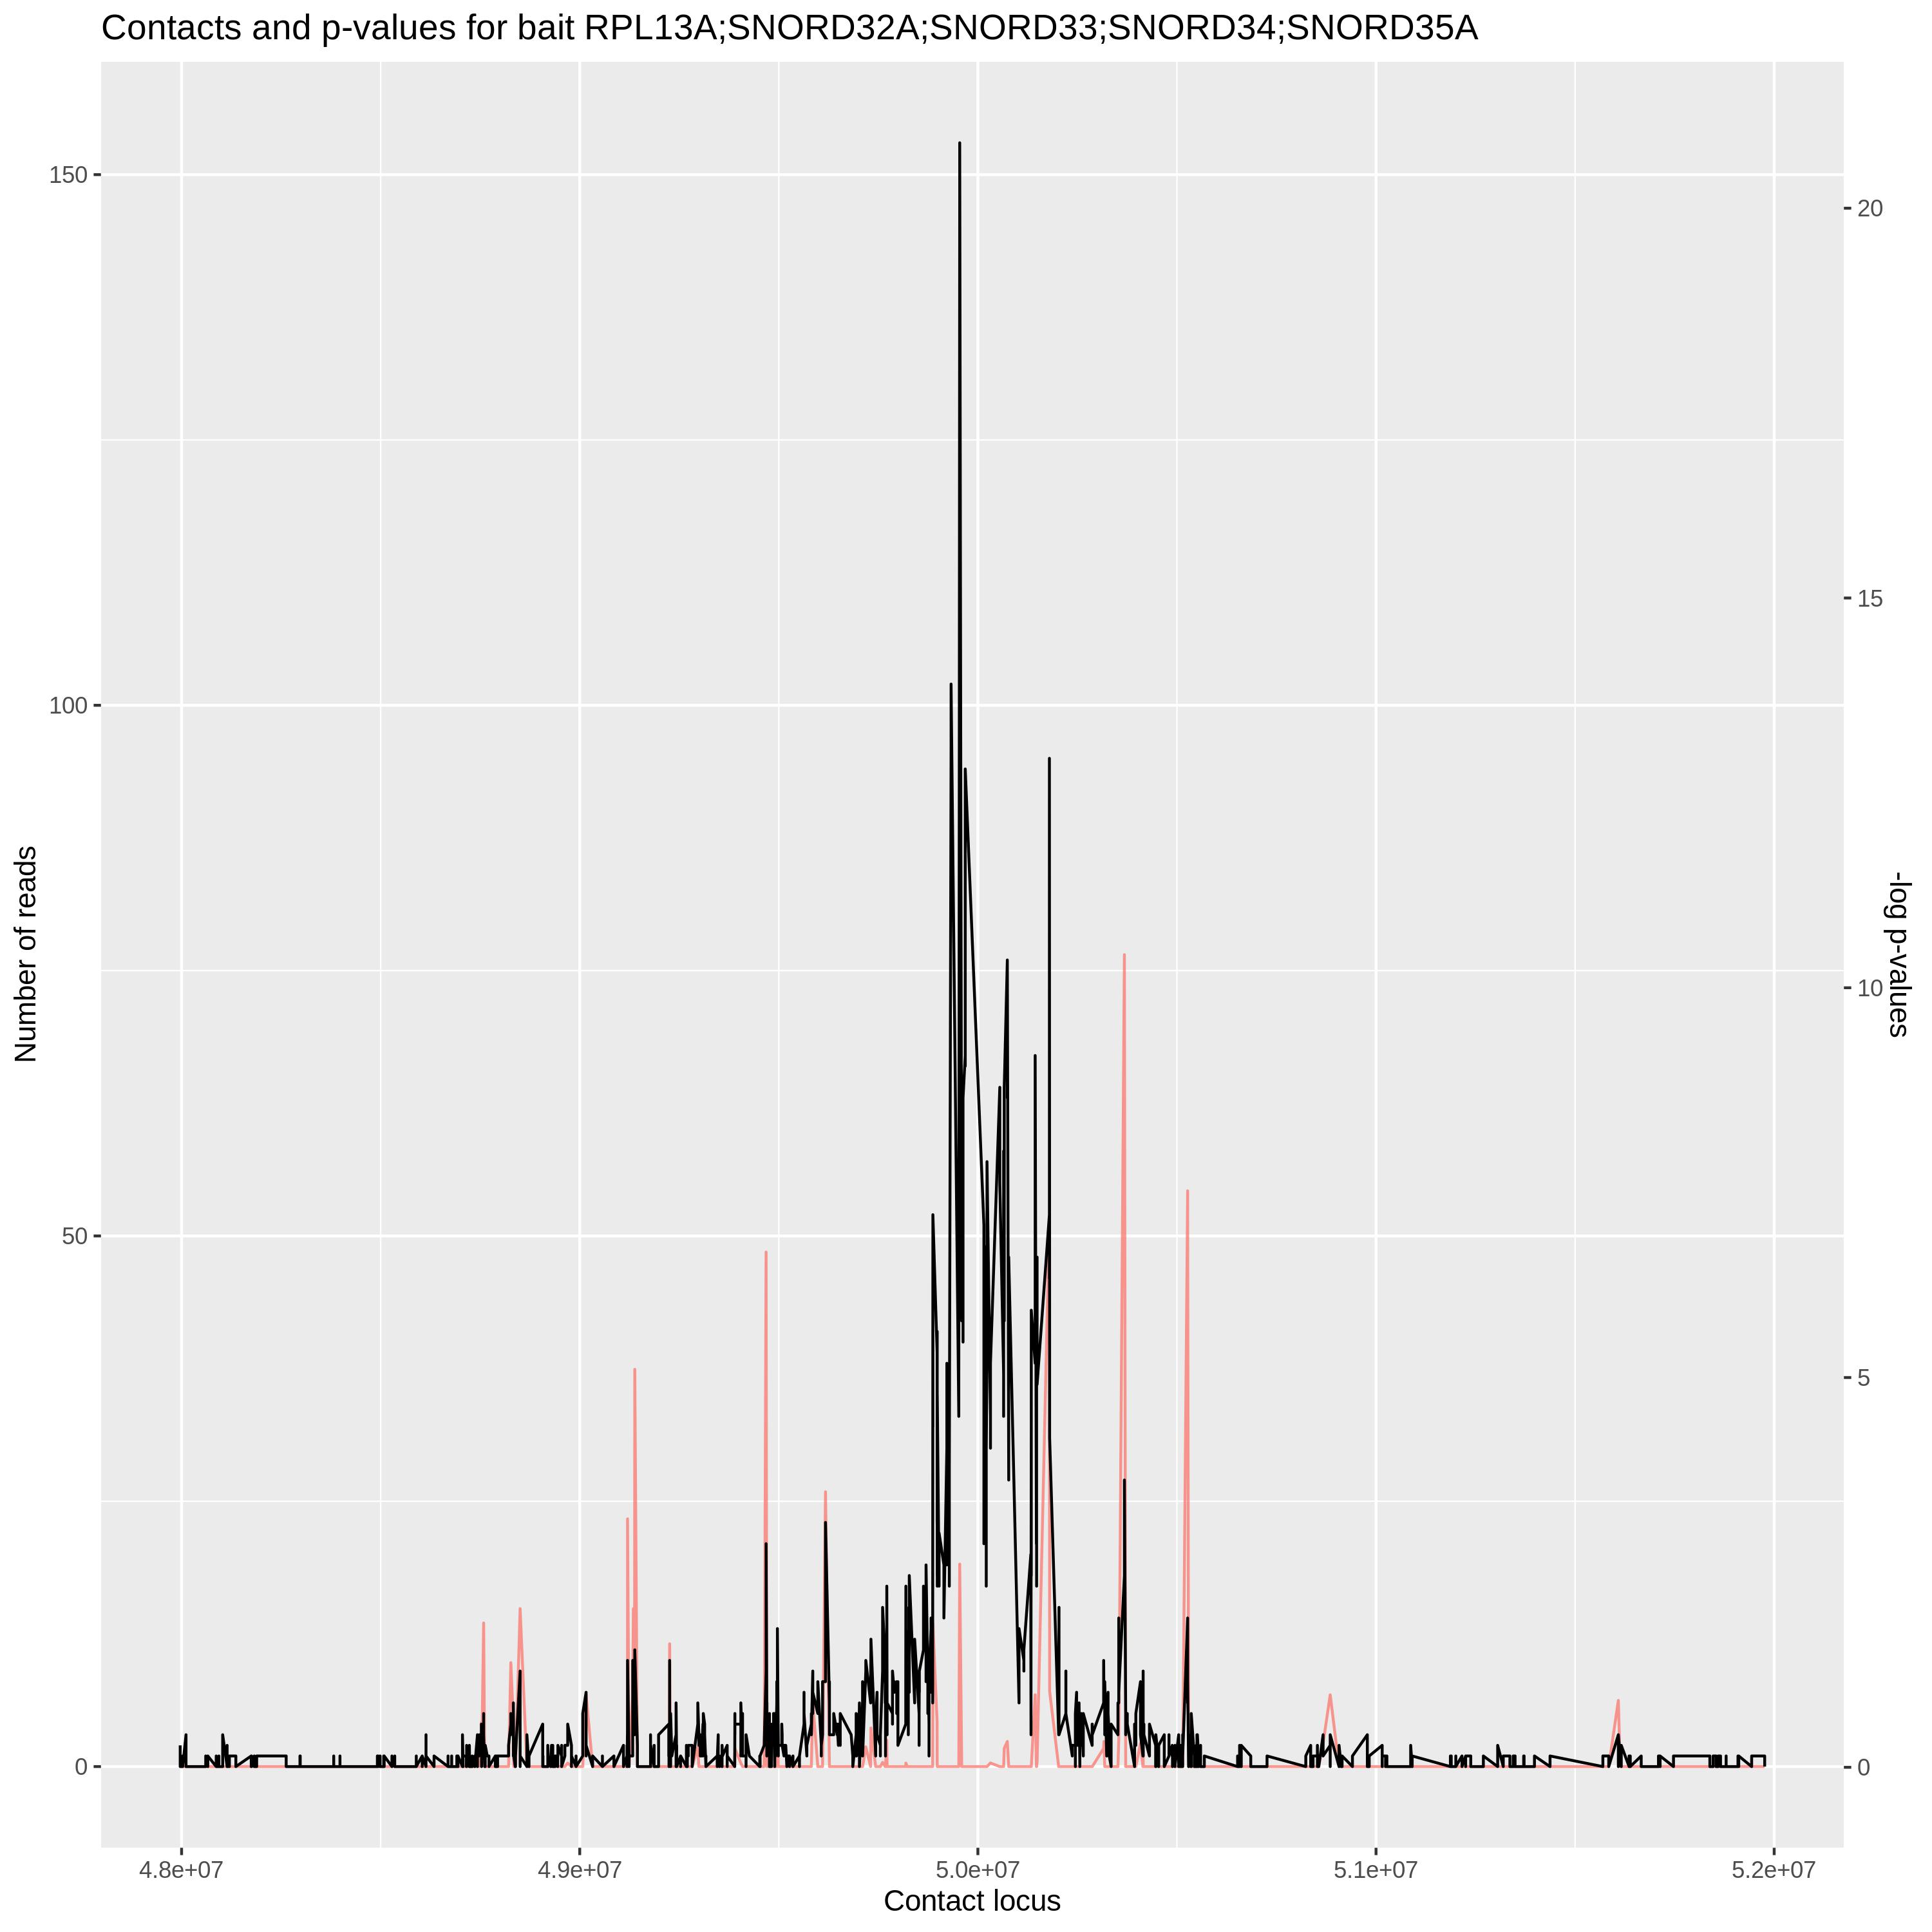 Contacts and p-values for bait RPL13A;SNORD32A;SNORD33;SNORD34;SNORD35A
150
100
50
0
Number of reads
20
15
10
5
0
-log p-values
4.8e+07 4.9e+07 5.0e+07 5.1e+07 5.2e+07
Contact locus